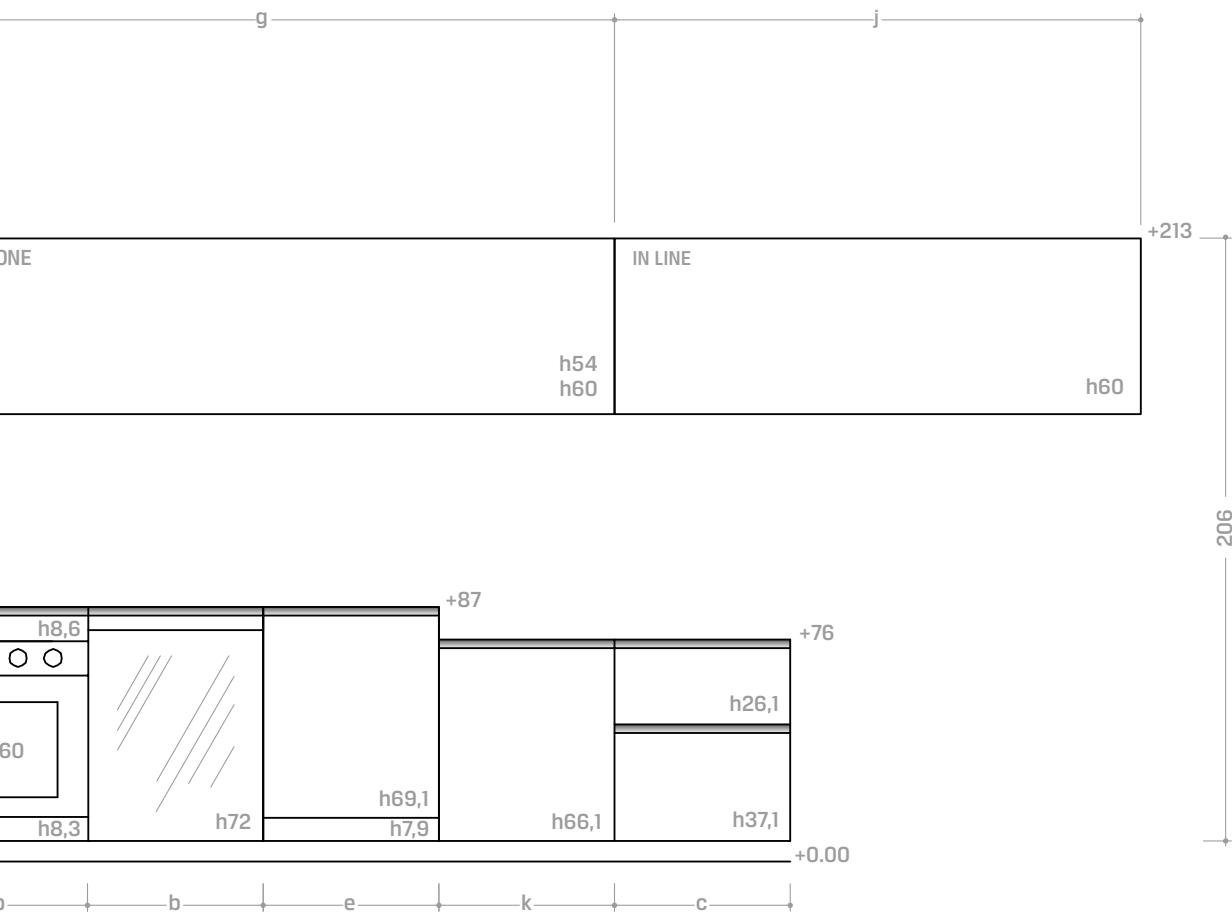 g
j
+213
ONE
IN LINE
h54
h60
h60
206
+87
+76
h8,6
h26,1
60
h69,1
h72
h66,1
h37,1
h8,3
h7,9
+0.00
b
e
k
c